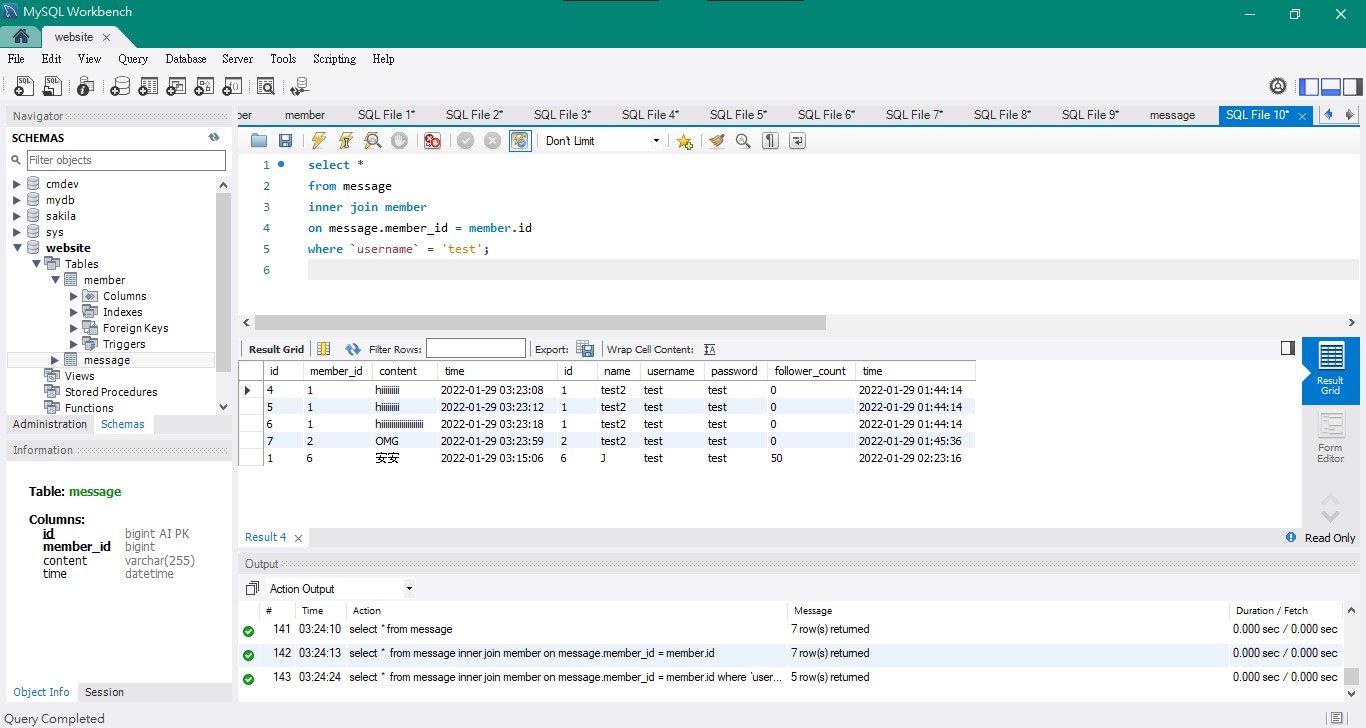 MySQL Workbench
website
File Edit View Query Database Server Tools Scripting Help
Navigator
SCHEMAS
Filter objects
cmdev
mydb
sakila
sys
website
Tables
member
Columns
Indexes
Foreign Keys
Triggers
message
Views
Stored Procedures
Functions
Administration Schemas
Information
Table: message
Columns:
id bigint AI PK
member_id bigint
content varchar(255)
time datetime
Object Info Session
Query Completed
ber member SQL File 1* SQL File 2* SQL File 3* SQL File 4* SQL File 5* SQL File 6* SQL File 7* SQL File 8* SQL File 9* message SQL File 10*
Don't Limit
1 select *
2 from message
3 inner join member
4 on message.member_id = member.id
5 where `username` = 'test';
6
Result Grid Filter Rows: Export: Wrap Cell Content:
id member_id content time id name username password follower_count time
4 1 hiiiiiiiii 2022-01-29 03:23:08 1 test2 test test 0 2022-01-29 01:44:14
5 1 hiiiiiiiii 2022-01-29 03:23:12 1 test2 test test 0 2022-01-29 01:44:14
6 1 2022-01-29 03:23:18 1 test2 test test 0 2022-01-29 01:44:14
7 2 OMG 2022-01-29 03:23:59 2 test2 test test 0 2022-01-29 01:45:36
1 6 安安 2022-01-29 03:15:06 6 J test test 50 2022-01-29 02:23:16
Result Grid
Form Editor
Result 4
Read Only
Output
Action Output
# Time Action Message Duration / Fetch
141 03:24:10 select * from message 7 row(s) returned 0.000 sec / 0.000 sec
142 03:24:13 select * from message inner join member on message.member_id = member.id 7 row(s) returned 0.000 sec / 0.000 sec
143 03:24:24 select * from message inner join member on message.member_id = member.id where `user... 5 row(s) returned 0.000 sec / 0.000 sec